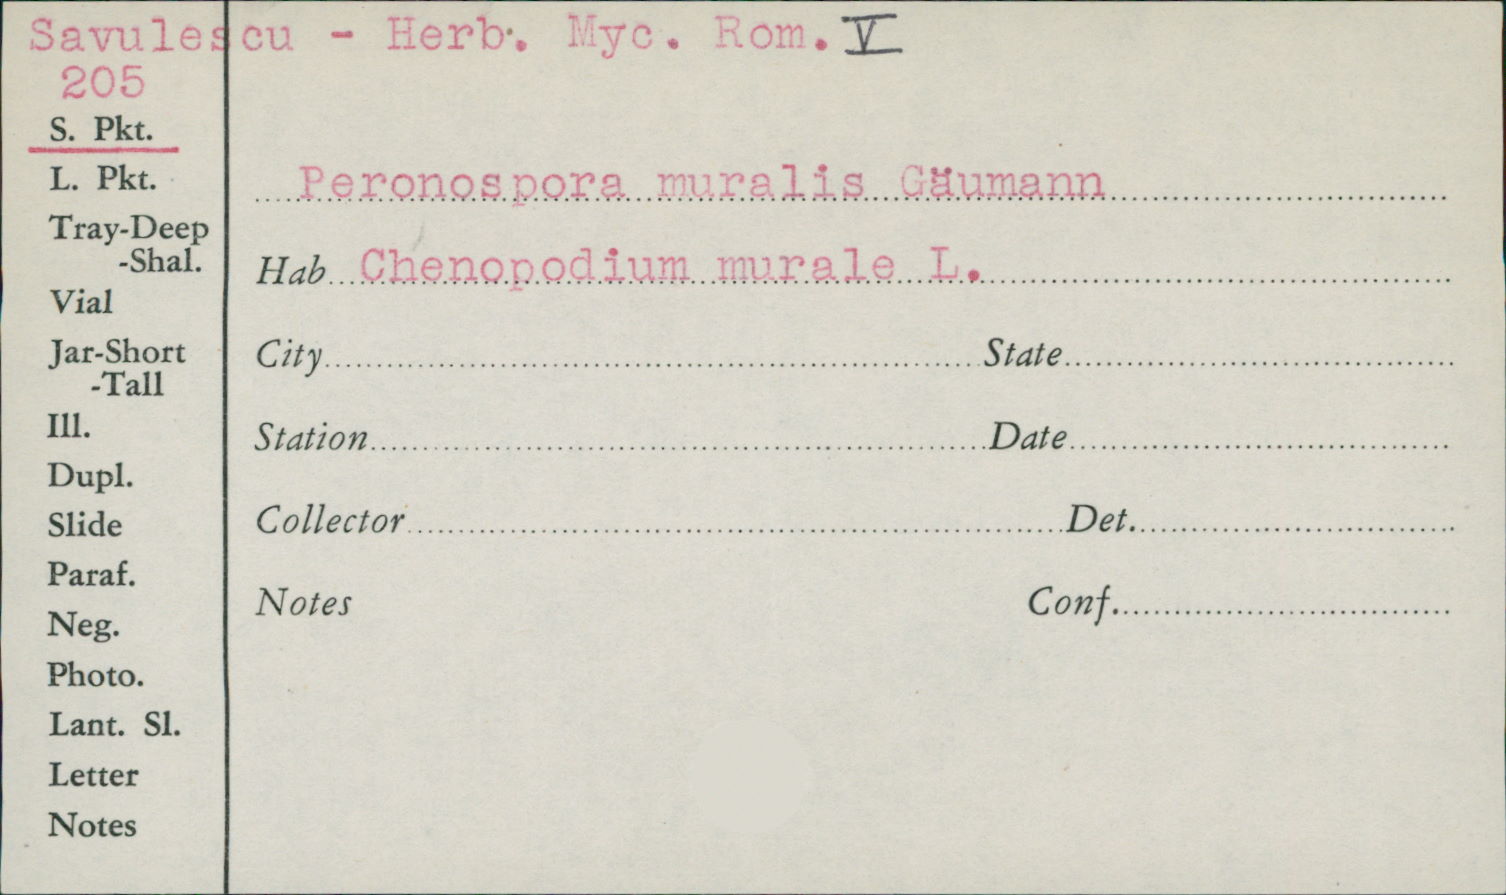 Savulescu - Herb. Myc. Rom. V
205
S. Pkt.
L. Pkt.
Tray-Deep
-Shal.
Vial
Jar-Short
-Tall
Ill.
Dupl.
Slide
Paraf.
Neg.
Photo.
Lant. Sl.
Letter
Notes
Peronospora muralis Gäumann
Hab Chenopodium murale L.
City State
Station Date
Collector Det.
Notes Conf.